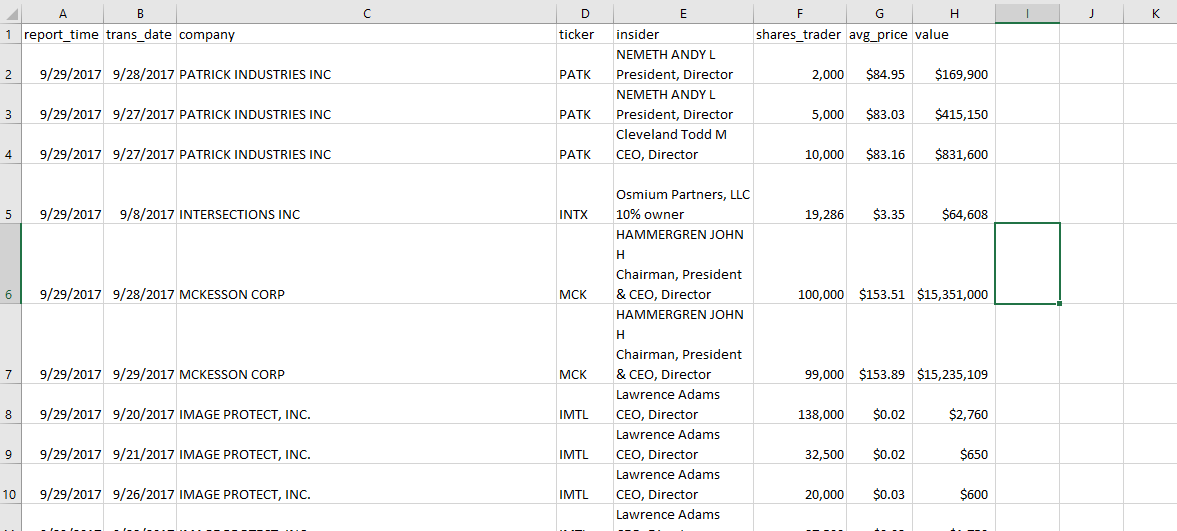 A B C D E F G H I J K
1 report_time trans_date company ticker insider shares_trader avg_price value
NEMETH ANDY L
2 9/29/2017 9/28/2017 PATRICK INDUSTRIES INC PATK President, Director 2,000 $84.95 $169,900
NEMETH ANDY L
3 9/29/2017 9/27/2017 PATRICK INDUSTRIES INC PATK President, Director 5,000 $83.03 $415,150
Cleveland Todd M
4 9/29/2017 9/27/2017 PATRICK INDUSTRIES INC PATK CEO, Director 10,000 $83.16 $831,600
Osmium Partners, LLC
5 9/29/2017 9/8/2017 INTERSECTIONS INC INTX 10% owner 19,286 $3.35 $64,608
HAMMERGREN JOHN
H
Chairman, President
6 9/29/2017 9/28/2017 MCKESSON CORP MCK & CEO, Director 100,000 $153.51 $15,351,000
HAMMERGREN JOHN
H
Chairman, President
7 9/29/2017 9/29/2017 MCKESSON CORP MCK & CEO, Director 99,000 $153.89 $15,235,109
Lawrence Adams
8 9/29/2017 9/20/2017 IMAGE PROTECT, INC. IMTL CEO, Director 138,000 $0.02 $2,760
Lawrence Adams
9 9/29/2017 9/21/2017 IMAGE PROTECT, INC. IMTL CEO, Director 32,500 $0.02 $650
Lawrence Adams
10 9/29/2017 9/26/2017 IMAGE PROTECT, INC. IMTL CEO, Director 20,000 $0.03 $600
Lawrence Adams